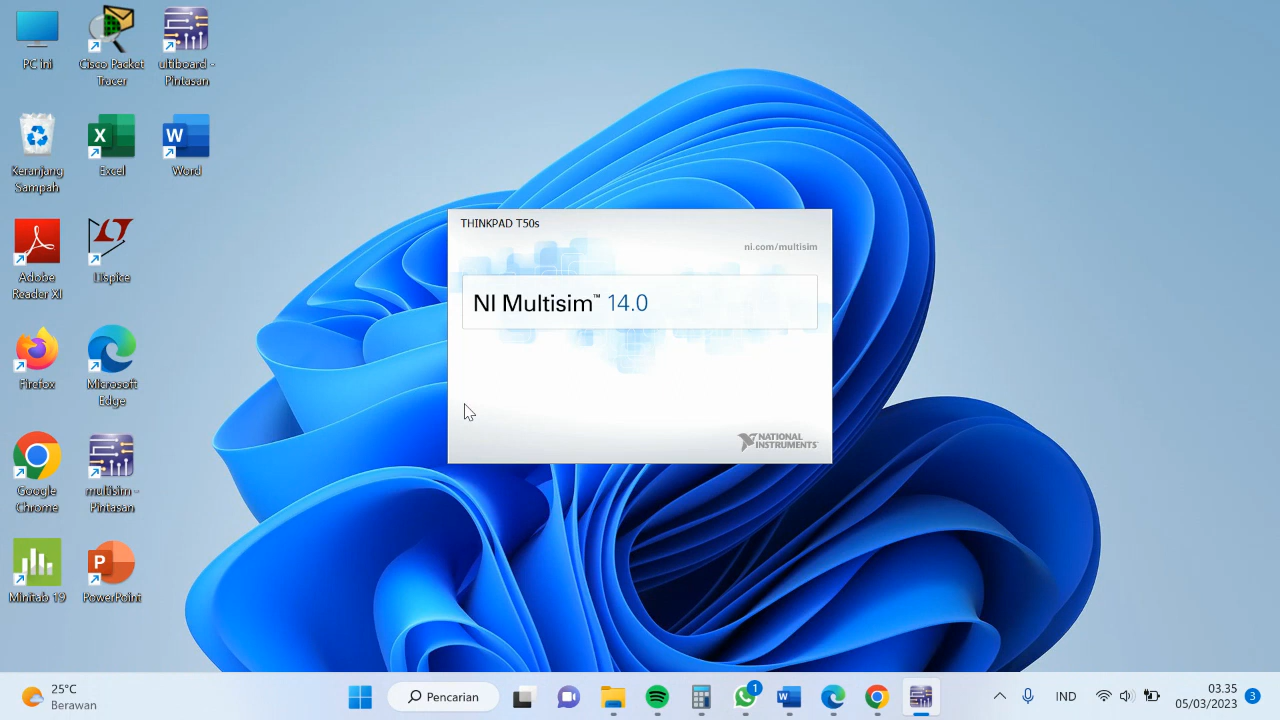 PC ini
Cisco Packet
Tracer
ultiboard -
Pintasan
Keranjang
Sampah
Excel
Word
Adobe
Reader XI
LTspice
Firefox
Microsoft
Edge
Google
Chrome
multisim -
Pintasan
Minitab 19
PowerPoint
THINKPAD T50s
ni.com/multisim
NI Multisim™ 14.0
NATIONAL
INSTRUMENTS
25°C
Berawan
Pencarian
1
IND
03.35
05/03/2023
3